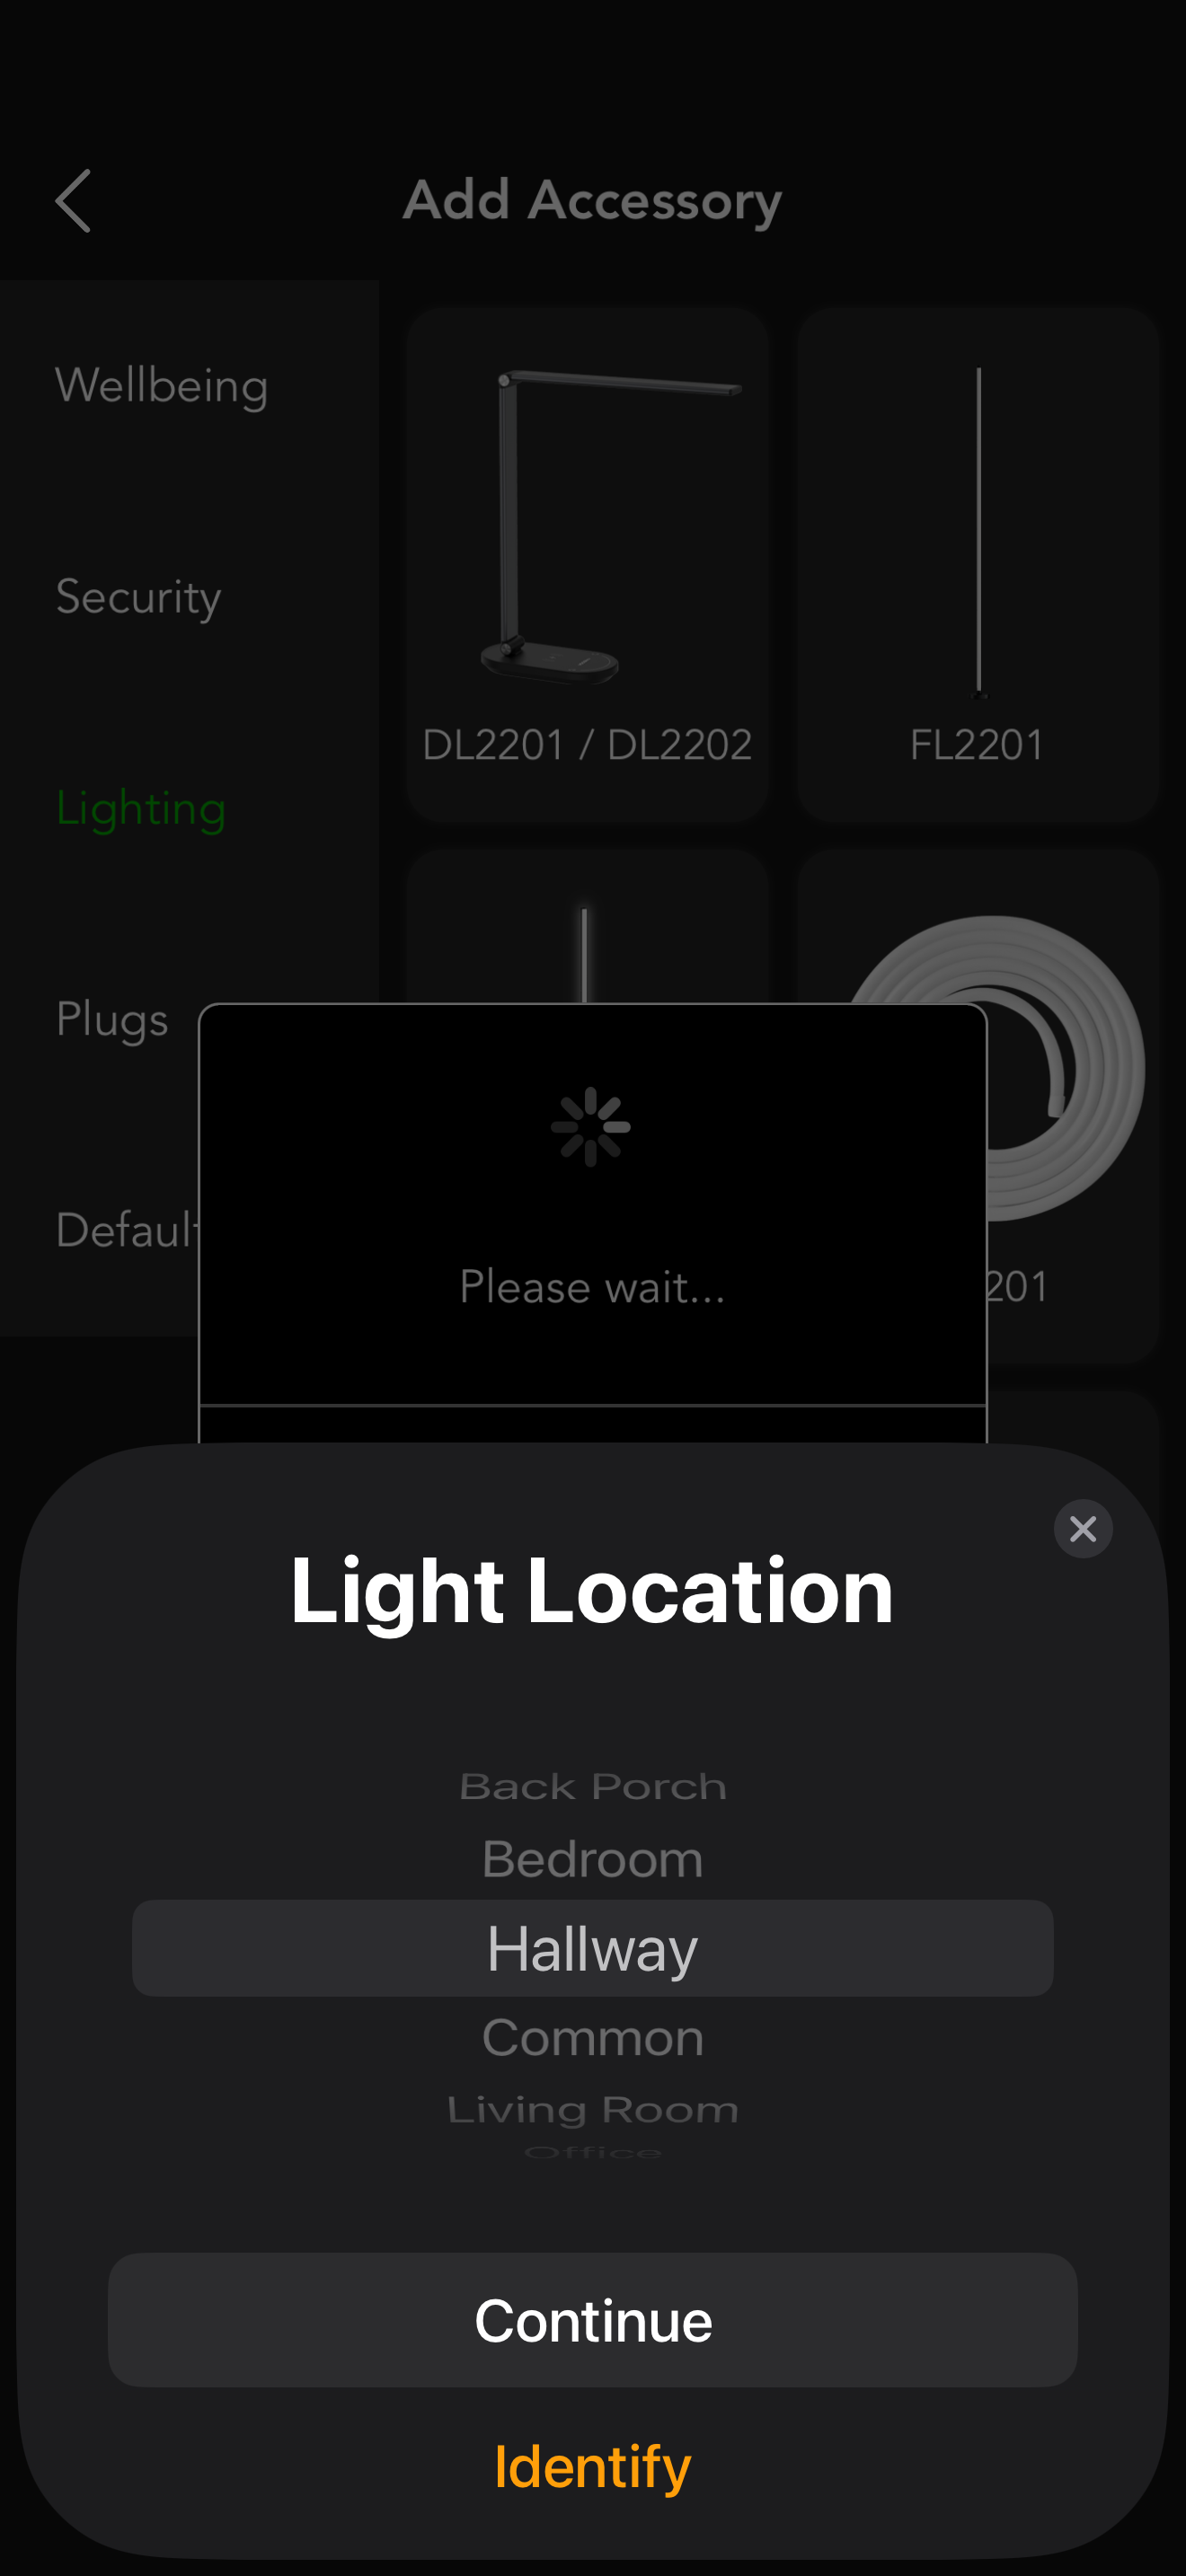 Add Accessory
Wellbeing
Security
Lighting
Plugs
Default
DL2201 / DL2202
FL2201
201
Please wait...
Light Location
Back Porch
Bedroom
Hallway
Common
Living Room
Office
Continue
Identify